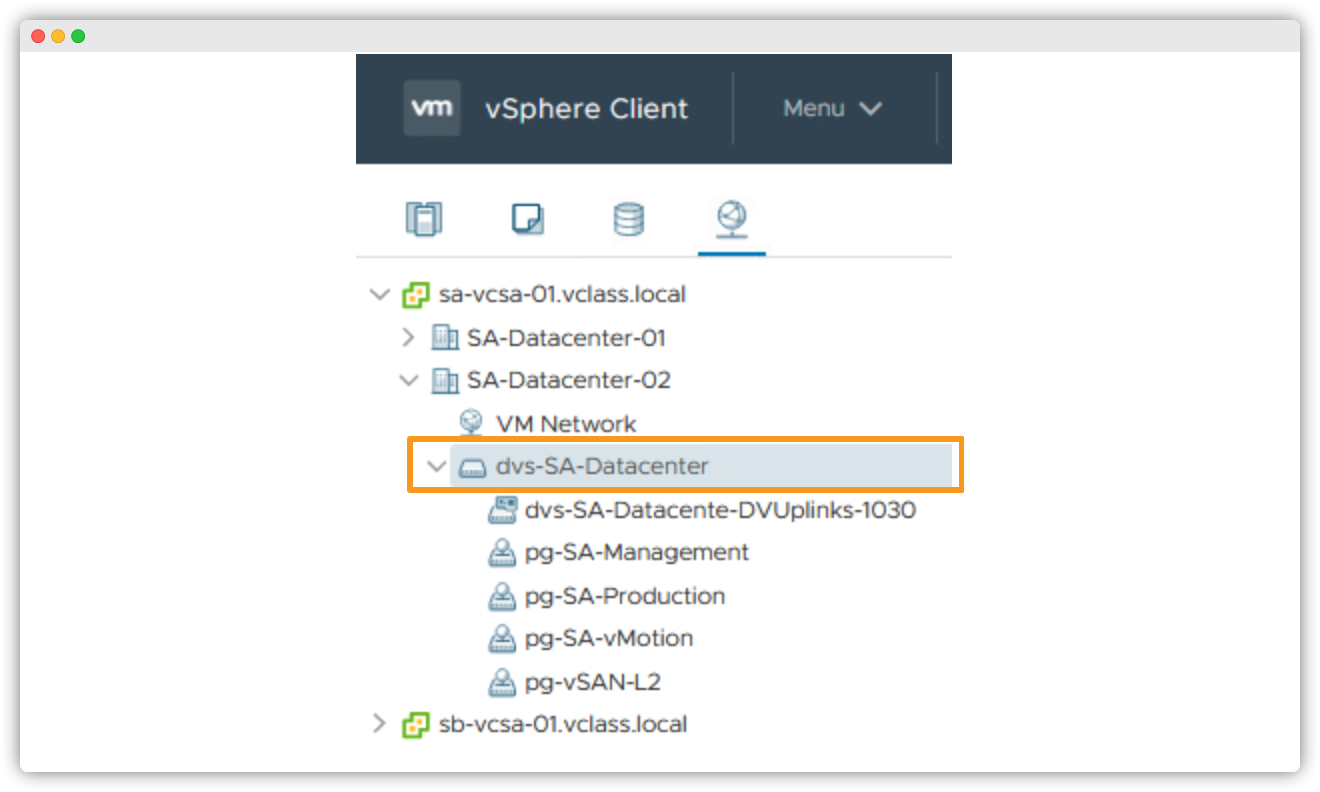 vm vSphere Client Menu
sa-vcsa-01.vclass.local
SA-Datacenter-01
SA-Datacenter-02
VM Network
dvs-SA-Datacenter
dvs-SA-Datacente-DVUplinks-1030
pg-SA-Management
pg-SA-Production
pg-SA-vMotion
pg-vSAN-L2
sb-vcsa-01.vclass.local